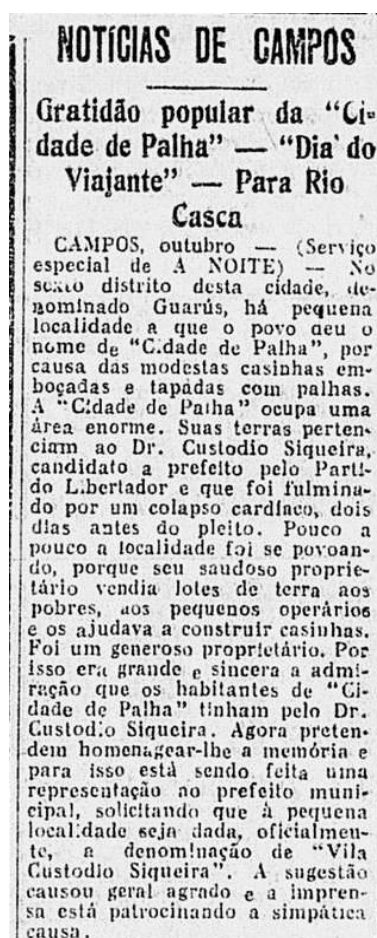 NOTÍCIAS DE CAMPOS
Gratidão popular da "Ci-
dade de Palha" — "Dia do
Viajante" — Para Rio
Casca
CAMPOS, outubro — (Serviço
especial de A NOITE) — No
sexto distrito desta cidade, de-
nominado Guarús, há pequena
localidade a que o povo deu o
nome de "Cidade de Palha", por
causa das modestas casinhas em-
boçadas e tapadas com palhas.
A "Cidade de Palha" ocupa uma
área enorme. Suas terras perten-
ciam ao Dr. Custodio Siqueira,
candidato a prefeito pelo Parti-
do Libertador e que foi fulmina-
do por um colapso cardíaco, dois
dias antes do pleito. Pouco a
pouco a localidade foi se povoan-
do, porque seu saudoso proprie-
tário vendia lotes de terra aos
pobres, aos pequenos operários
e os ajudava a construir casinhas.
Foi um generoso proprietário. Por
isso era grande e sincera a admi-
ração que os habitantes de "Ci-
dade de Palha" tinham pelo Dr.
Custodio Siqueira. Agora preten-
dem homenagear-lhe a memória e
para isso está sendo feita uma
representação ao prefeito muni-
cipal, solicitando que à pequena
localidade seja dada, oficialmen-
te, a denominação de "Vila
Custodio Siqueira". A sugestão
causou geral agrado e a impren-
sa está patrocinando a simpática
causa.